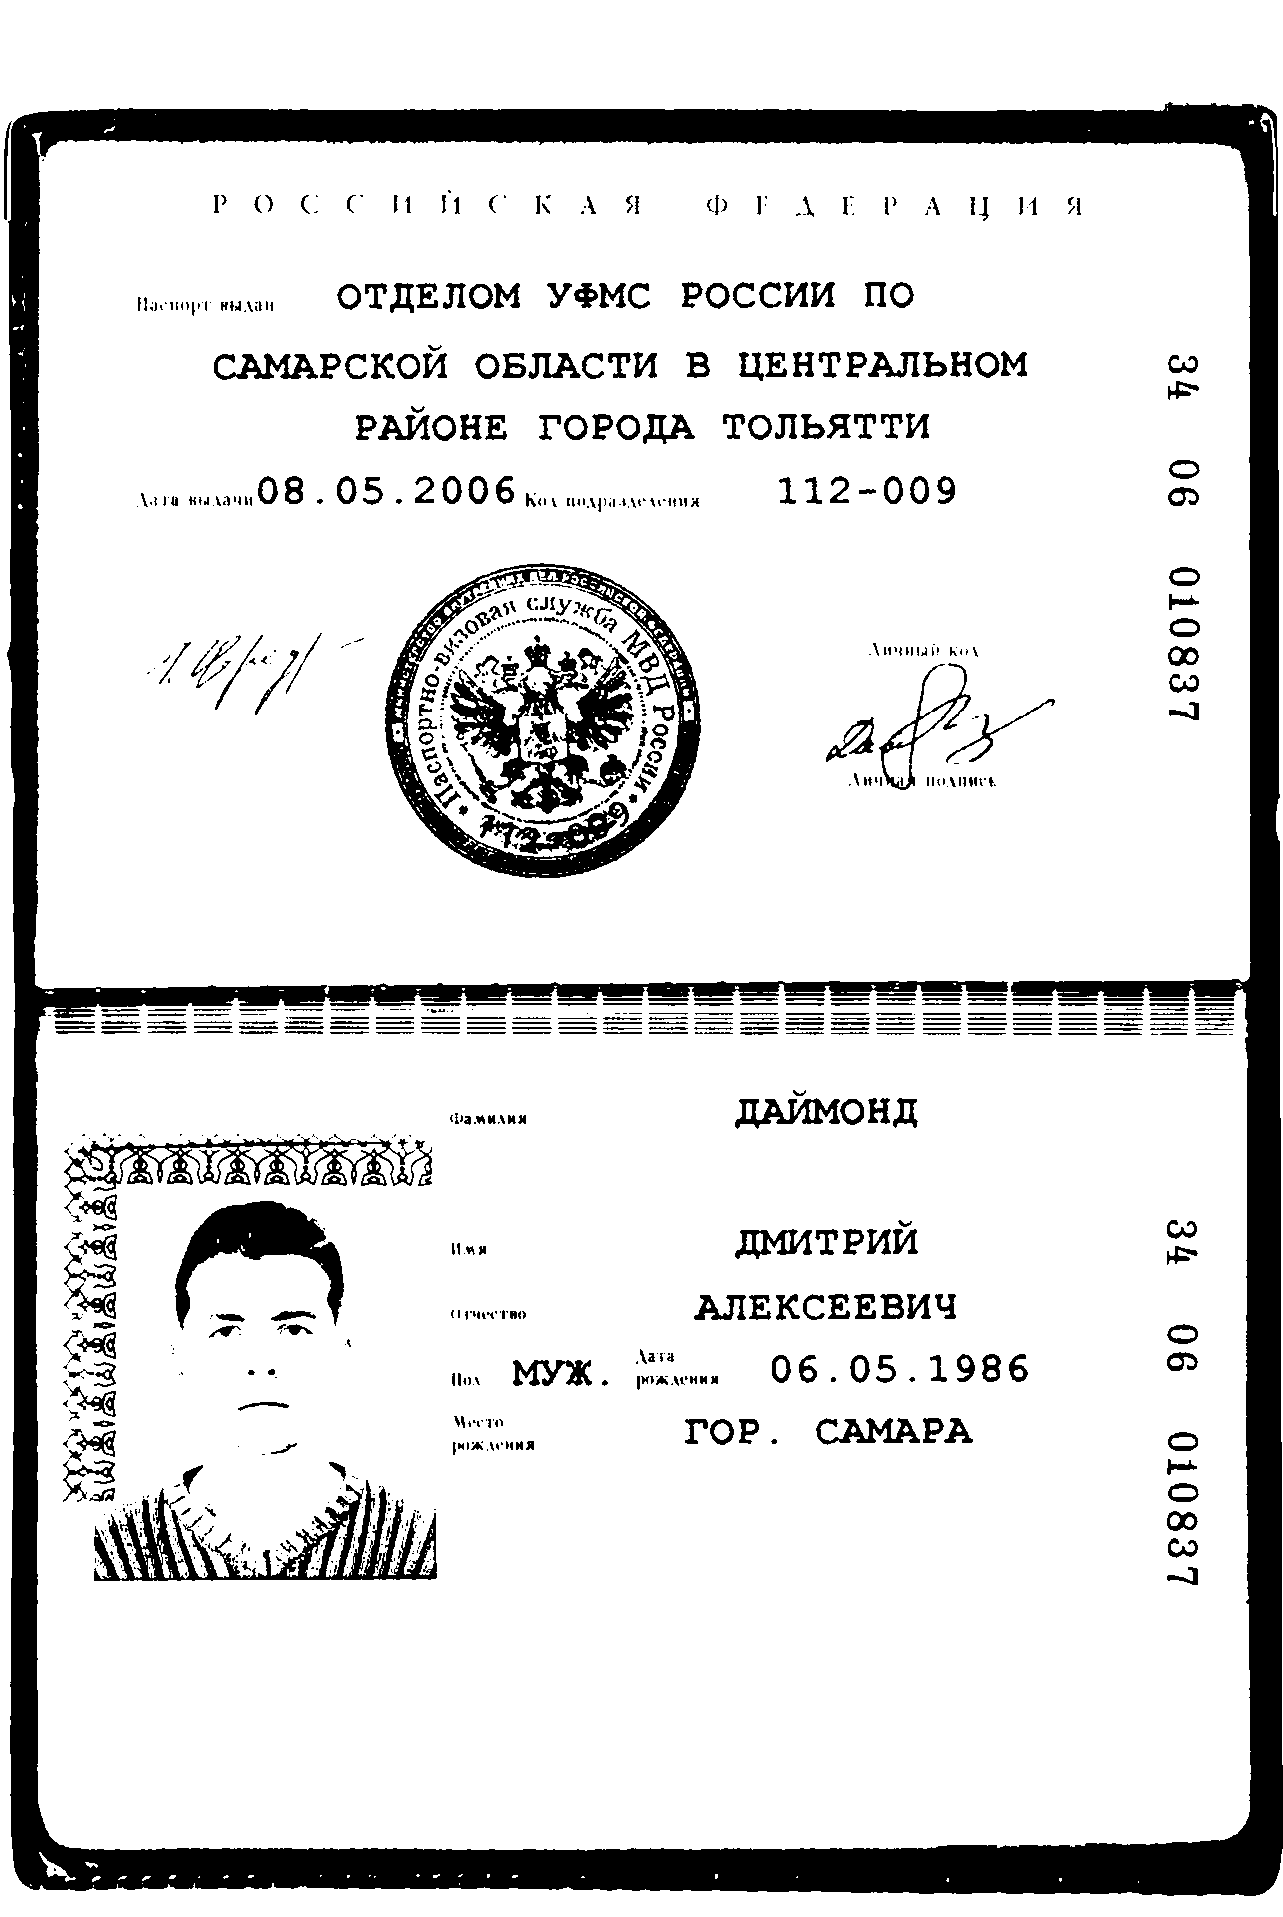 РОССИЙСКАЯ ФЕДЕРАЦИЯ
Паспорт выдан ОТДЕЛОМ УФМС РОССИИ ПО
САМАРСКОЙ ОБЛАСТИ В ЦЕНТРАЛЬНОМ
РАЙОНЕ ГОРОДА ТОЛЬЯТТИ
Дата выдачи 08.05.2006 Код подразделения 112-009
34 06 010837
Паспортно-визовая служба МВД России
112-009
Личный код
Личная подпись
Фамилия ДАЙМОНД
Имя ДМИТРИЙ
Отчество АЛЕКСЕЕВИЧ
Пол МУЖ. Дата рождения 06.05.1986
Место рождения ГОР. САМАРА
34 06 010837